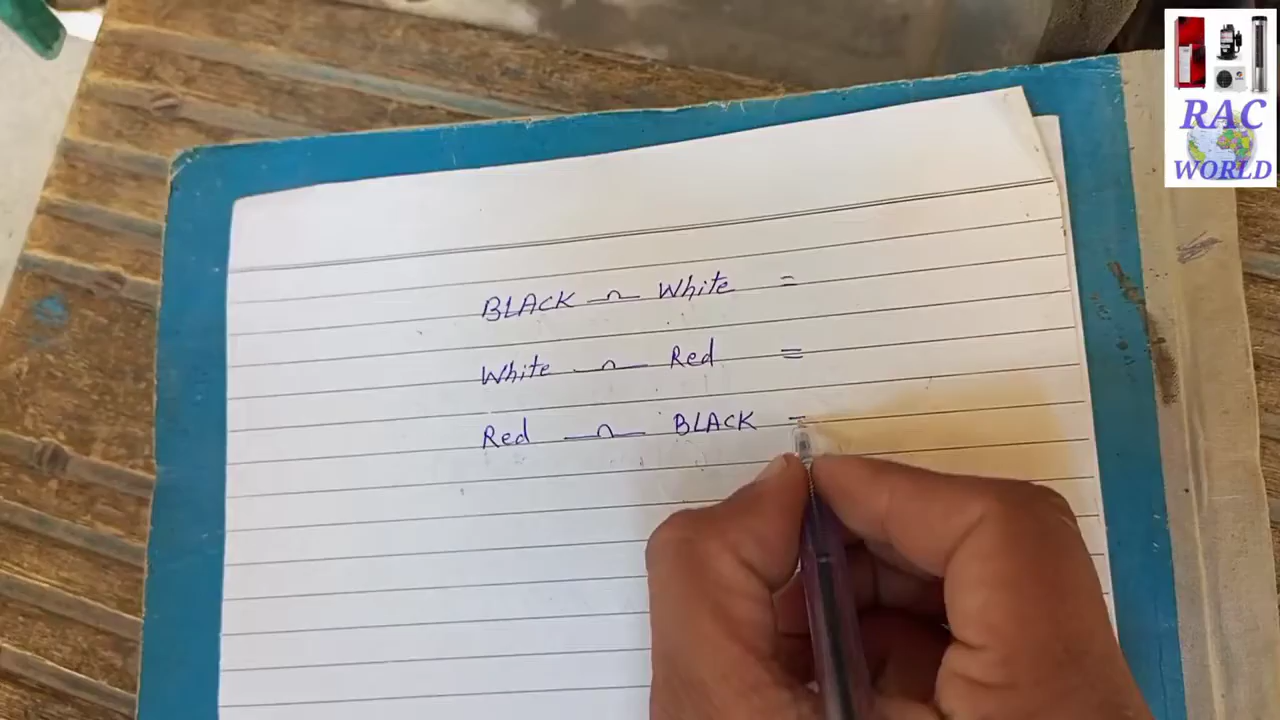 RAC
WORLD
BLACK White =
White Red =
Red BLACK =